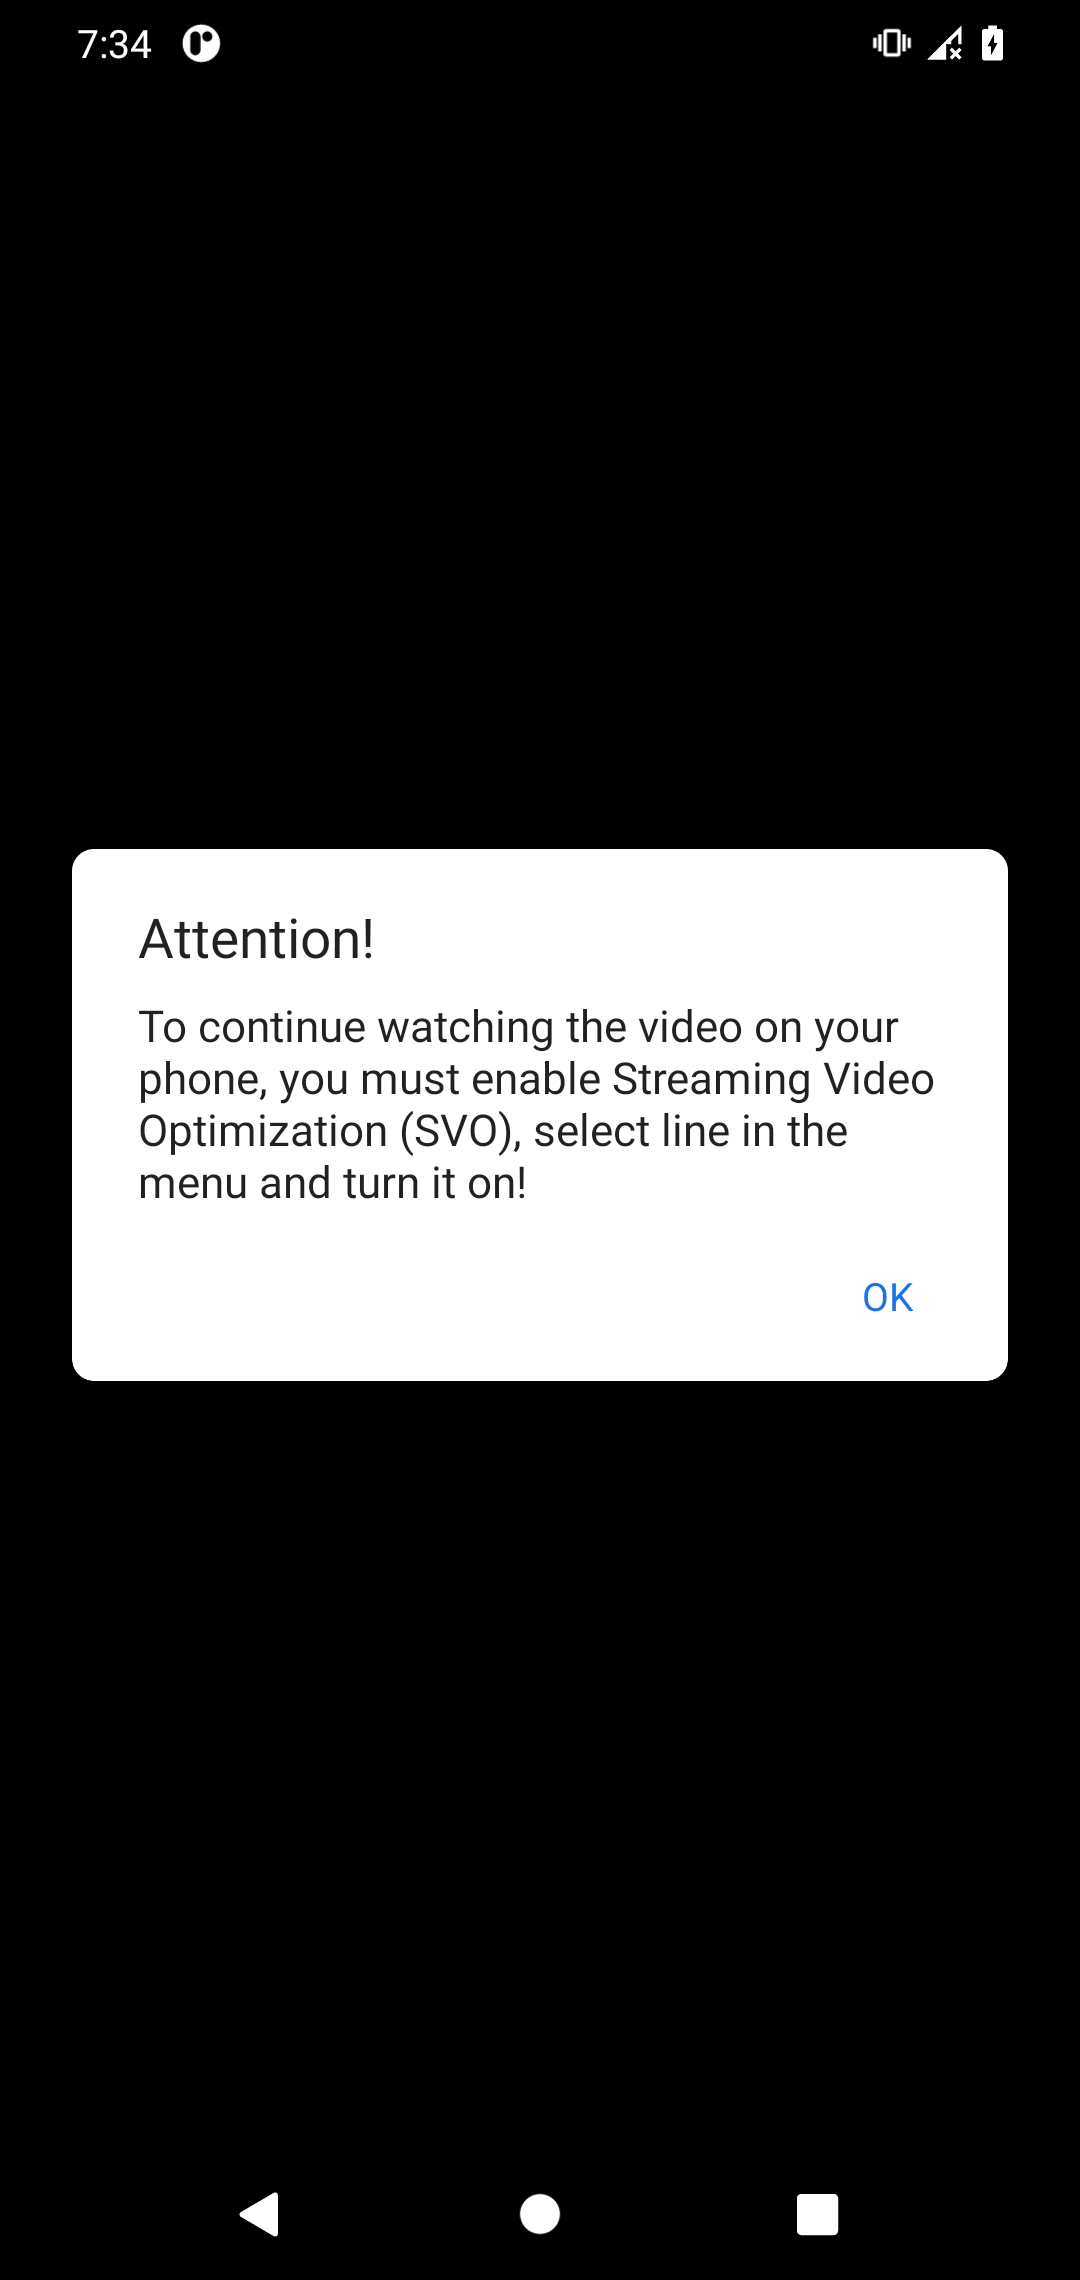 7:34
Attention!
To continue watching the video on your
phone, you must enable Streaming Video
Optimization (SVO), select line in the
menu and turn it on!
OK